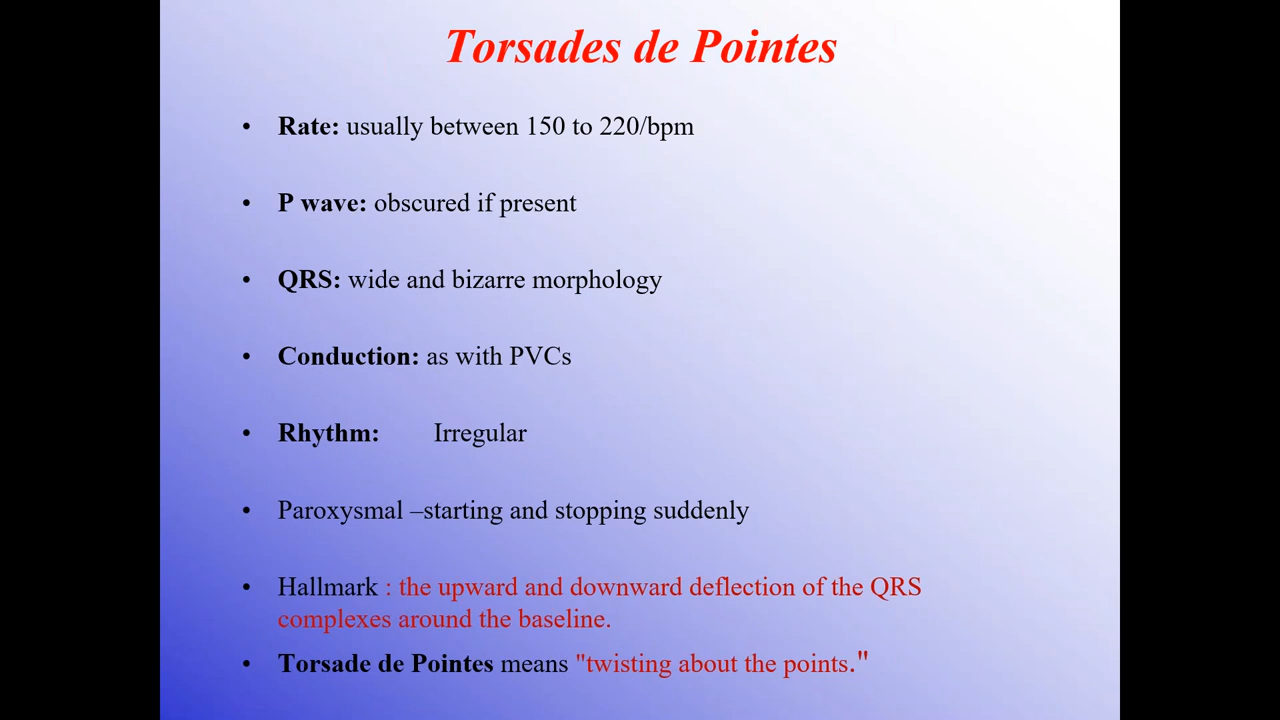 Torsades de Pointes
• Rate: usually between 150 to 220/bpm
• P wave: obscured if present
• QRS: wide and bizarre morphology
• Conduction: as with PVCs
• Rhythm: Irregular
• Paroxysmal –starting and stopping suddenly
• Hallmark : the upward and downward deflection of the QRS
complexes around the baseline.
• Torsade de Pointes means "twisting about the points."